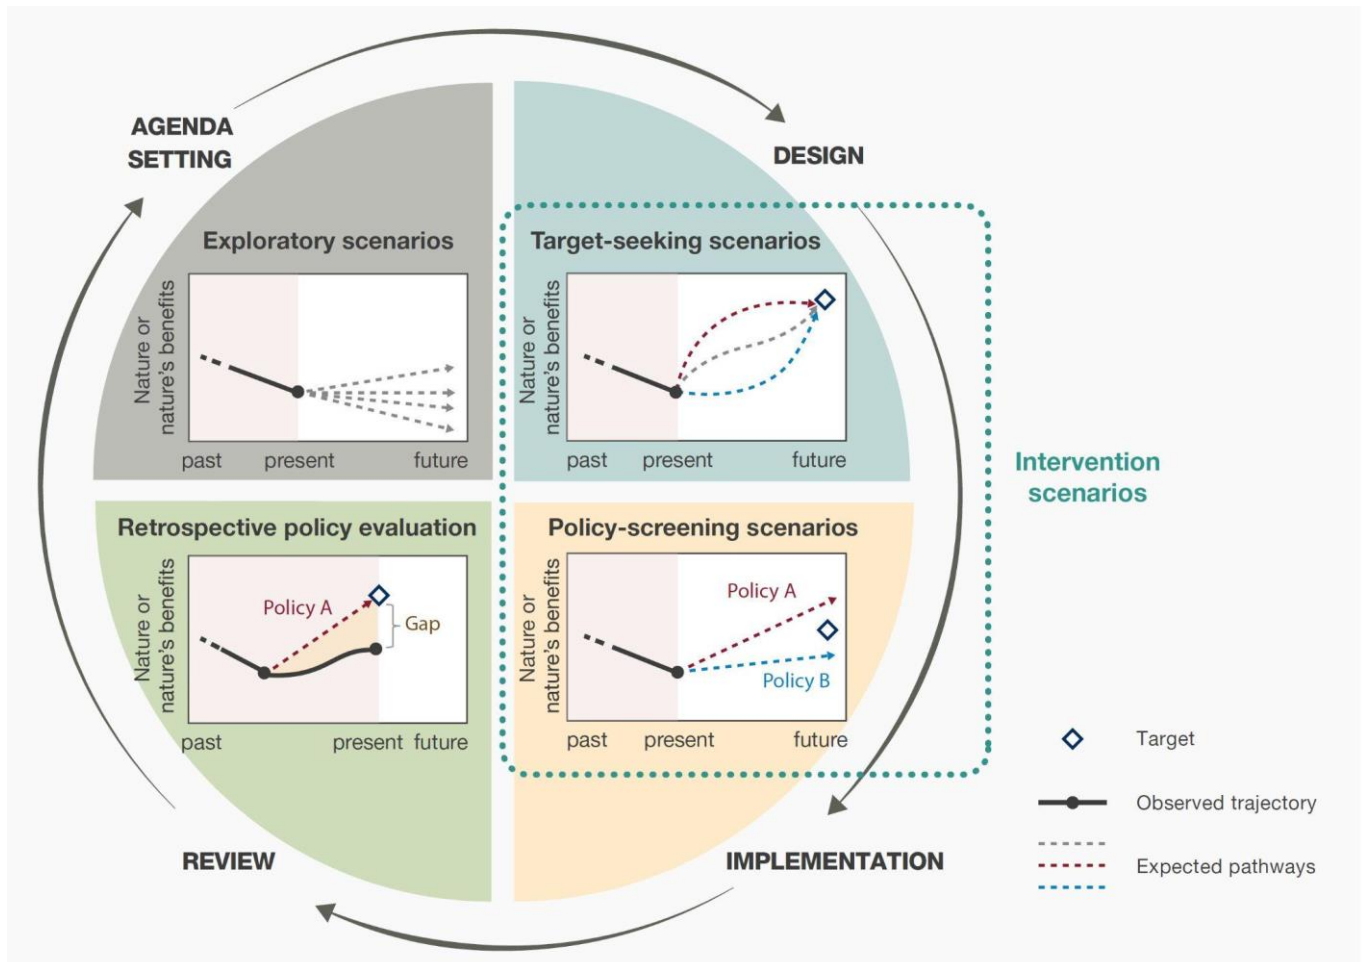 AGENDA
SETTING
DESIGN
Exploratory scenarios
Nature or
nature's benefits
past present future
Target-seeking scenarios
Nature or
nature's benefits
past present future
Intervention
scenarios
Retrospective policy evaluation
Nature or
nature's benefits
Policy A
Gap
past present future
Policy-screening scenarios
Nature or
nature's benefits
Policy A
Policy B
past present future
REVIEW
IMPLEMENTATION
Target
Observed trajectory
Expected pathways